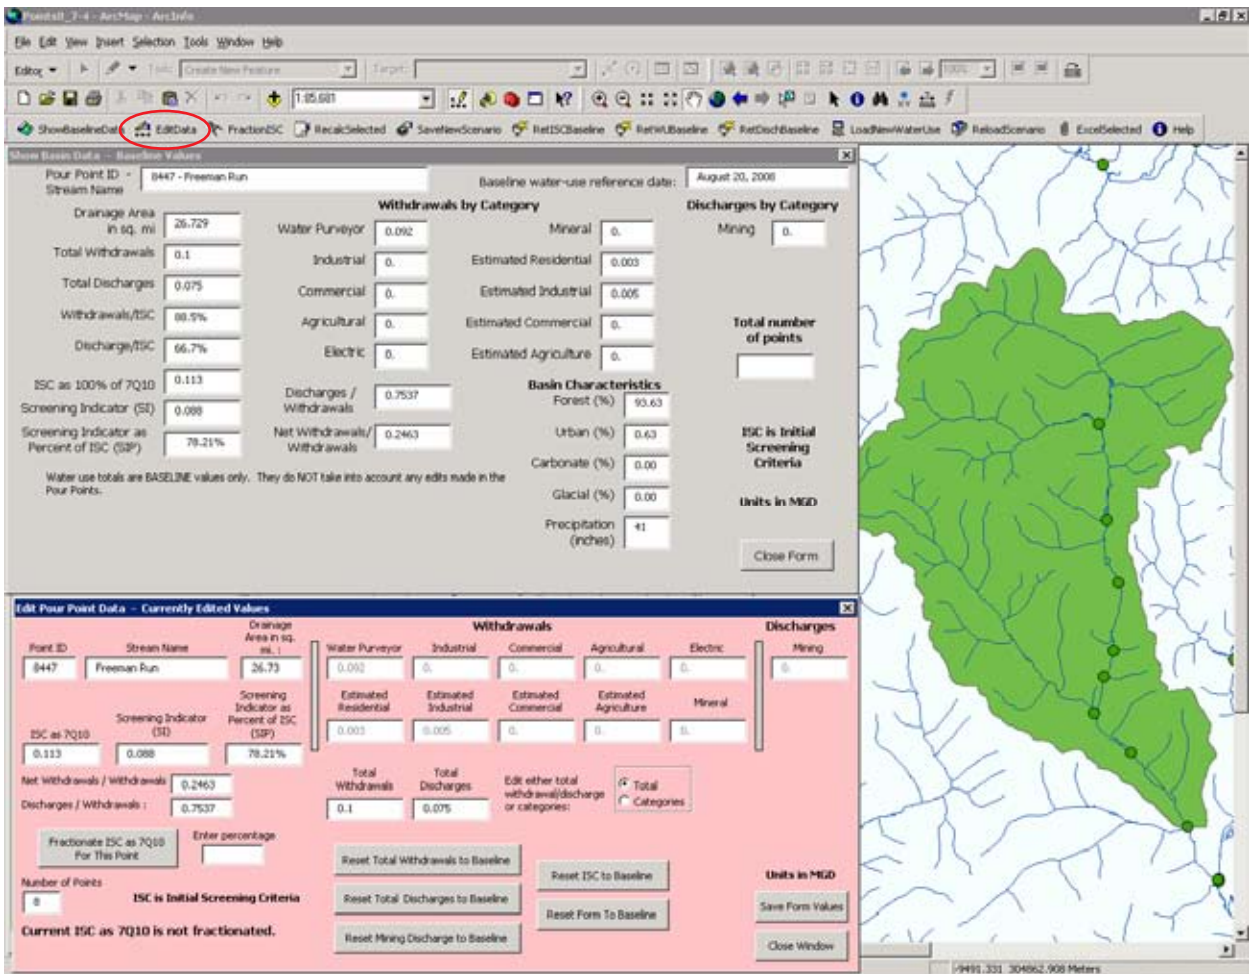 PointsII_7-4 - ArcMap - ArcInfo
File Edit View Insert Selection Tools Window Help
Editor Task: Create New Feature Target: 100%
1:85,681
ShowBaselineData EditData FractionISC RecalcSelected SaveNewScenario RetISCBaseline RetWUBaseline RetDischBaseline LoadNewWaterUse ReloadScenario ExcelSelected Help
Show Basin Data - Baseline Values
Pour Point ID - Stream Name 8447 - Freeman Run Baseline water-use reference date: August 20, 2008
Withdrawals by Category Discharges by Category
Drainage Area in sq. mi 26.729 Water Purveyor 0.092 Mineral 0. Mining 0.
Total Withdrawals 0.1 Industrial 0. Estimated Residential 0.003
Total Discharges 0.075 Commercial 0. Estimated Industrial 0.005
Withdrawals/ISC 88.5% Agricultural 0. Estimated Commercial 0. Total number of points
Discharge/ISC 66.7% Electric 0. Estimated Agriculture 0.
ISC as 100% of 7Q10 0.113 Discharges / Withdrawals 0.7537 Basin Characteristics
Forest (%) 93.63
Screening Indicator (SI) 0.088
Screening Indicator as Percent of ISC (SIP) 78.21% Net Withdrawals/ Withdrawals 0.2463 Urban (%) 0.63 ISC is Initial Screening Criteria
Carbonate (%) 0.00
Water use totals are BASELINE values only. They do NOT take into account any edits made in the
Pour Points.
Glacial (%) 0.00 Units in MGD
Precipitation (inches) 41
Close Form
Edit Pour Point Data - Currently Edited Values
Withdrawals Discharges
Point ID Stream Name Drainage Area in sq. mi. : Water Purveyor Industrial Commercial Agricultural Electric Mining
8447 Freeman Run 26.73 0.092 0. 0. 0. 0. 0.
ISC as 7Q10 Screening Indicator (SI) Screening Indicator as Percent of ISC (SIP) Estimated Residential Estimated Industrial Estimated Commercial Estimated Agriculture Mineral
0.113 0.088 78.21% 0.003 0.005 0. 0. 0.
Net Withdrawals / Withdrawals 0.2463 Total Withdrawals Total Discharges Edit either total withdrawal/discharge or categories: Total
Categories
Discharges / Withdrawals : 0.7537 0.1 0.075
Fractionate ISC as 7Q10 For This Point Enter percentage
Reset Total Withdrawals to Baseline Reset ISC to Baseline
Number of Points
8 ISC is Initial Screening Criteria Reset Total Discharges to Baseline Reset Form To Baseline Units in MGD
Save Form Values
Current ISC as 7Q10 is not fractionated. Reset Mining Discharge to Baseline Close Window
-9491.331 304862.908 Meters